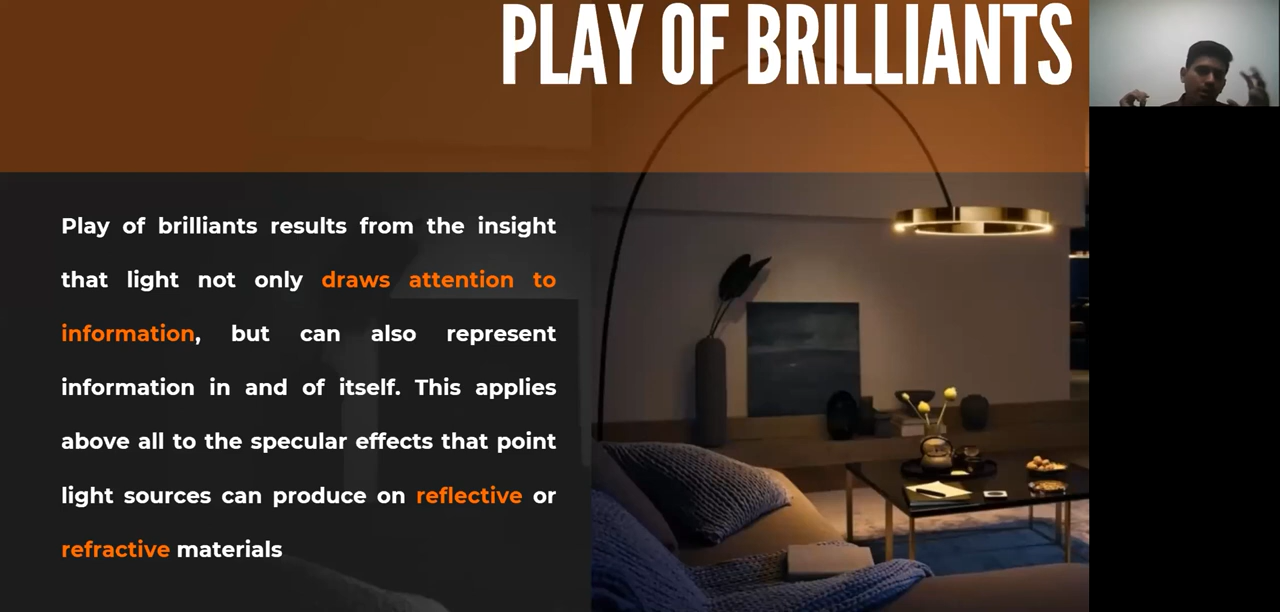 PLAY OF BRILLIANTS
Play of brilliants results from the insight
that light not only draws attention to
information, but can also represent
information in and of itself. This applies
above all to the specular effects that point
light sources can produce on reflective or
refractive materials